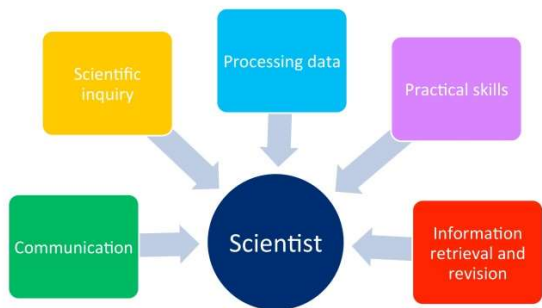 Processing data
Scientific
inquiry
Practical skills
Communication
Scientist
Information
retrieval and
revision